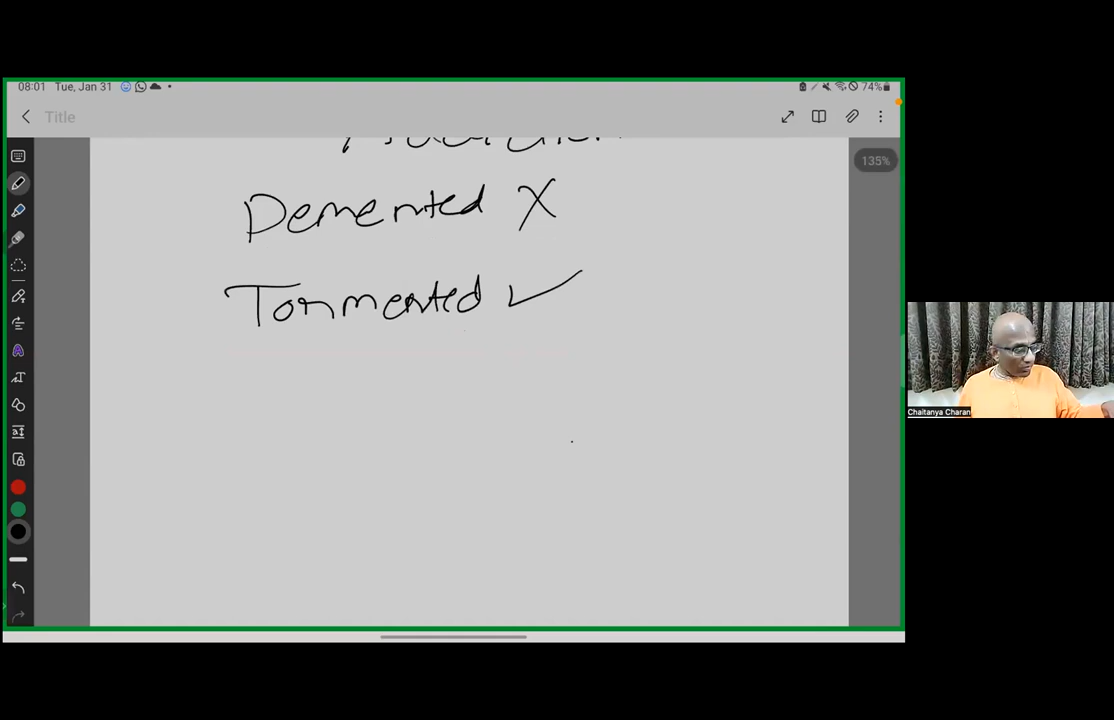 08:01 Tue, Jan 31 74%
Title
135%
Demented X
Tormented ✓
Chaitanya Charan